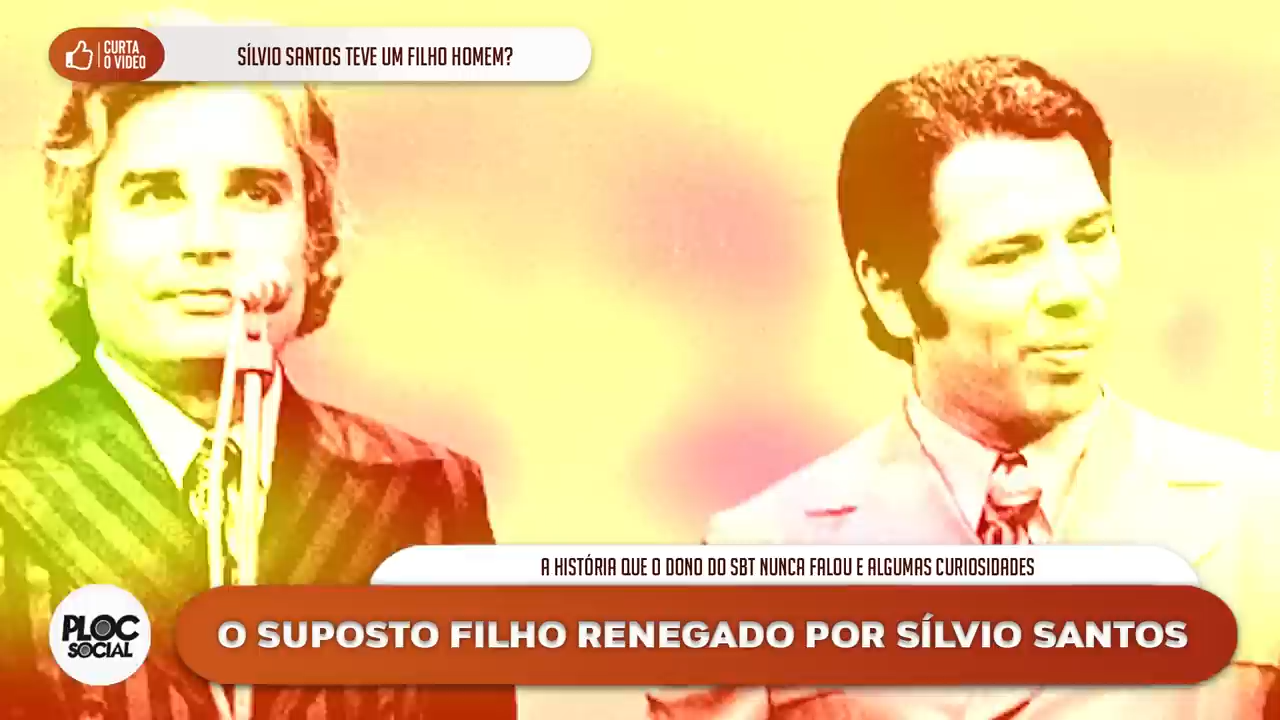 CURTA
O VIDEO
SÍLVIO SANTOS TEVE UM FILHO HOMEM?
A HISTÓRIA QUE O DONO DO SBT NUNCA FALOU E ALGUMAS CURIOSIDADES
PLOC
SOCIAL
O SUPOSTO FILHO RENEGADO POR SÍLVIO SANTOS